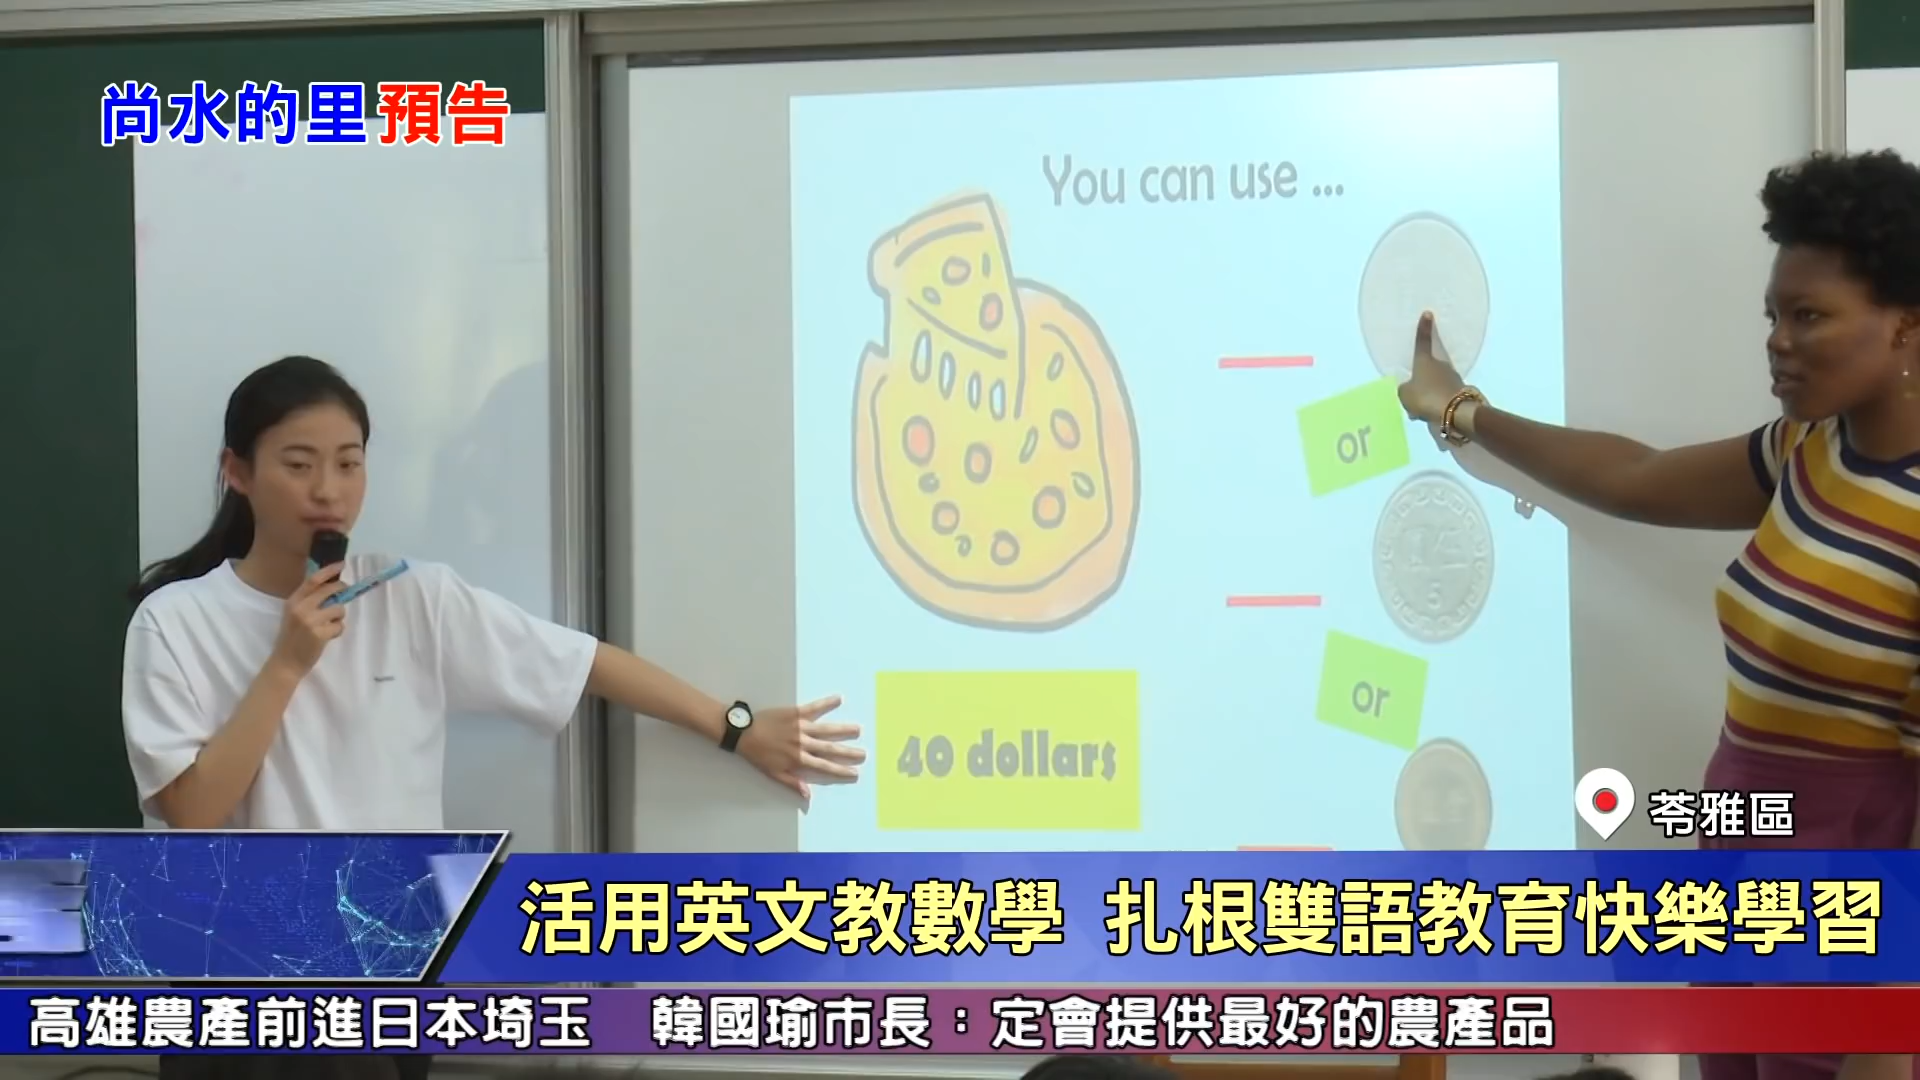 尚水的里預告
You can use ...
or
5
or
40 dollars
苓雅區
活用英文教數學 扎根雙語教育快樂學習
高雄農產前進日本埼玉 韓國瑜市長：定會提供最好的農產品